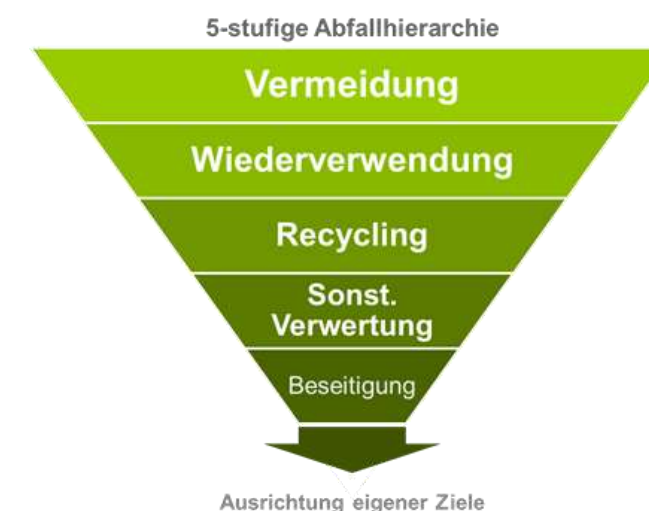 5-stufige Abfallhierarchie
Vermeidung
Wiederverwendung
Recycling
Sonst.
Verwertung
Beseitigung
Ausrichtung eigener Ziele